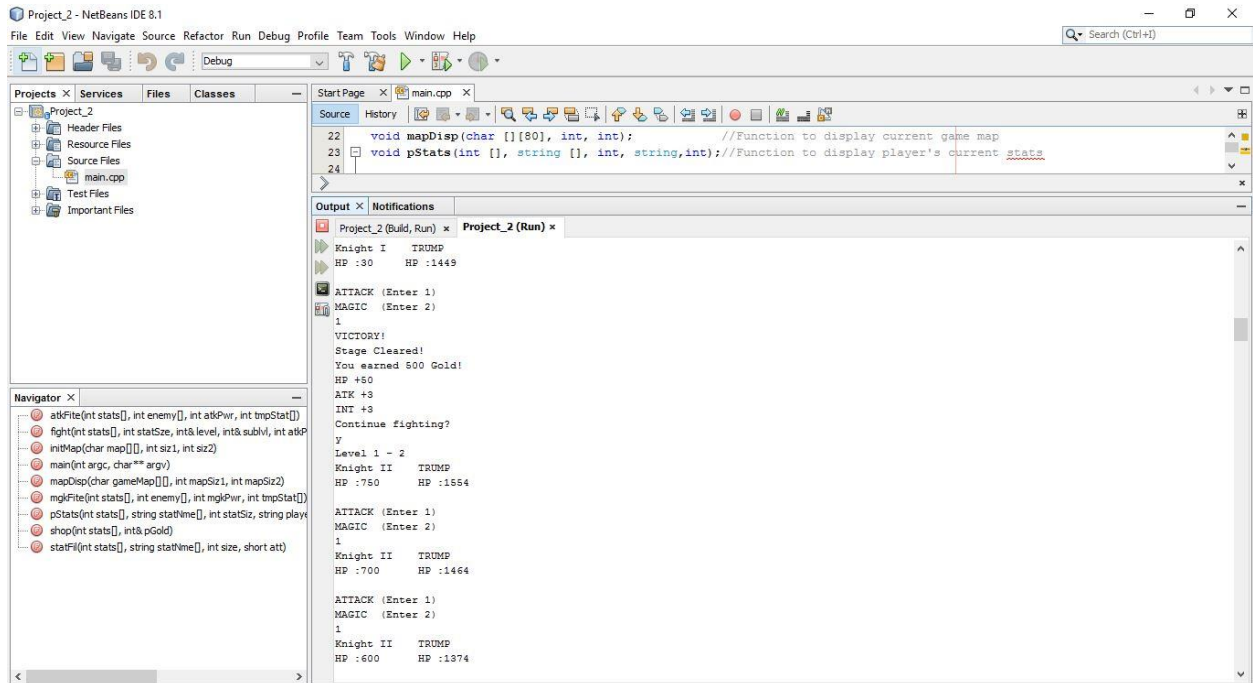 Project_2 - NetBeans IDE 8.1
File Edit View Navigate Source Refactor Run Debug Profile Team Tools Window Help
Search (Ctrl+I)
Debug
Projects Services Files Classes
Project_2
Header Files
Resource Files
Source Files
main.cpp
Test Files
Important Files
Start Page main.cpp
Source History
22 void mapDisp(char [][80], int, int); //Function to display current game map
23 void pStats(int [], string [], int, string,int);//Function to display player's current stats
24
Output Notifications
Project_2 (Build, Run) Project_2 (Run)
Knight I TRUMP
HP :30 HP :1449
ATTACK (Enter 1)
MAGIC (Enter 2)
1
VICTORY!
Stage Cleared!
You earned 500 Gold!
HP +50
ATK +3
INT +3
Continue fighting?
y
Level 1 - 2
Knight II TRUMP
HP :750 HP :1554
ATTACK (Enter 1)
MAGIC (Enter 2)
1
Knight II TRUMP
HP :700 HP :1464
ATTACK (Enter 1)
MAGIC (Enter 2)
1
Knight II TRUMP
HP :600 HP :1374
Navigator
atkFite(int stats[], int enemy[], int atkPwr, int tmpStat[])
fight(int stats[], int statSze, int& level, int& sublvl, int atkP
initMap(char map[][], int siz1, int siz2)
main(int argc, char** argv)
mapDisp(char gameMap[][], int mapSiz1, int mapSiz2)
mgkFite(int stats[], int enemy[], int mgkPwr, int tmpStat[])
pStats(int stats[], string statNme[], int statSiz, string playe
shop(int stats[], int& pGold)
statFil(int stats[], string statNme[], int size, short att)